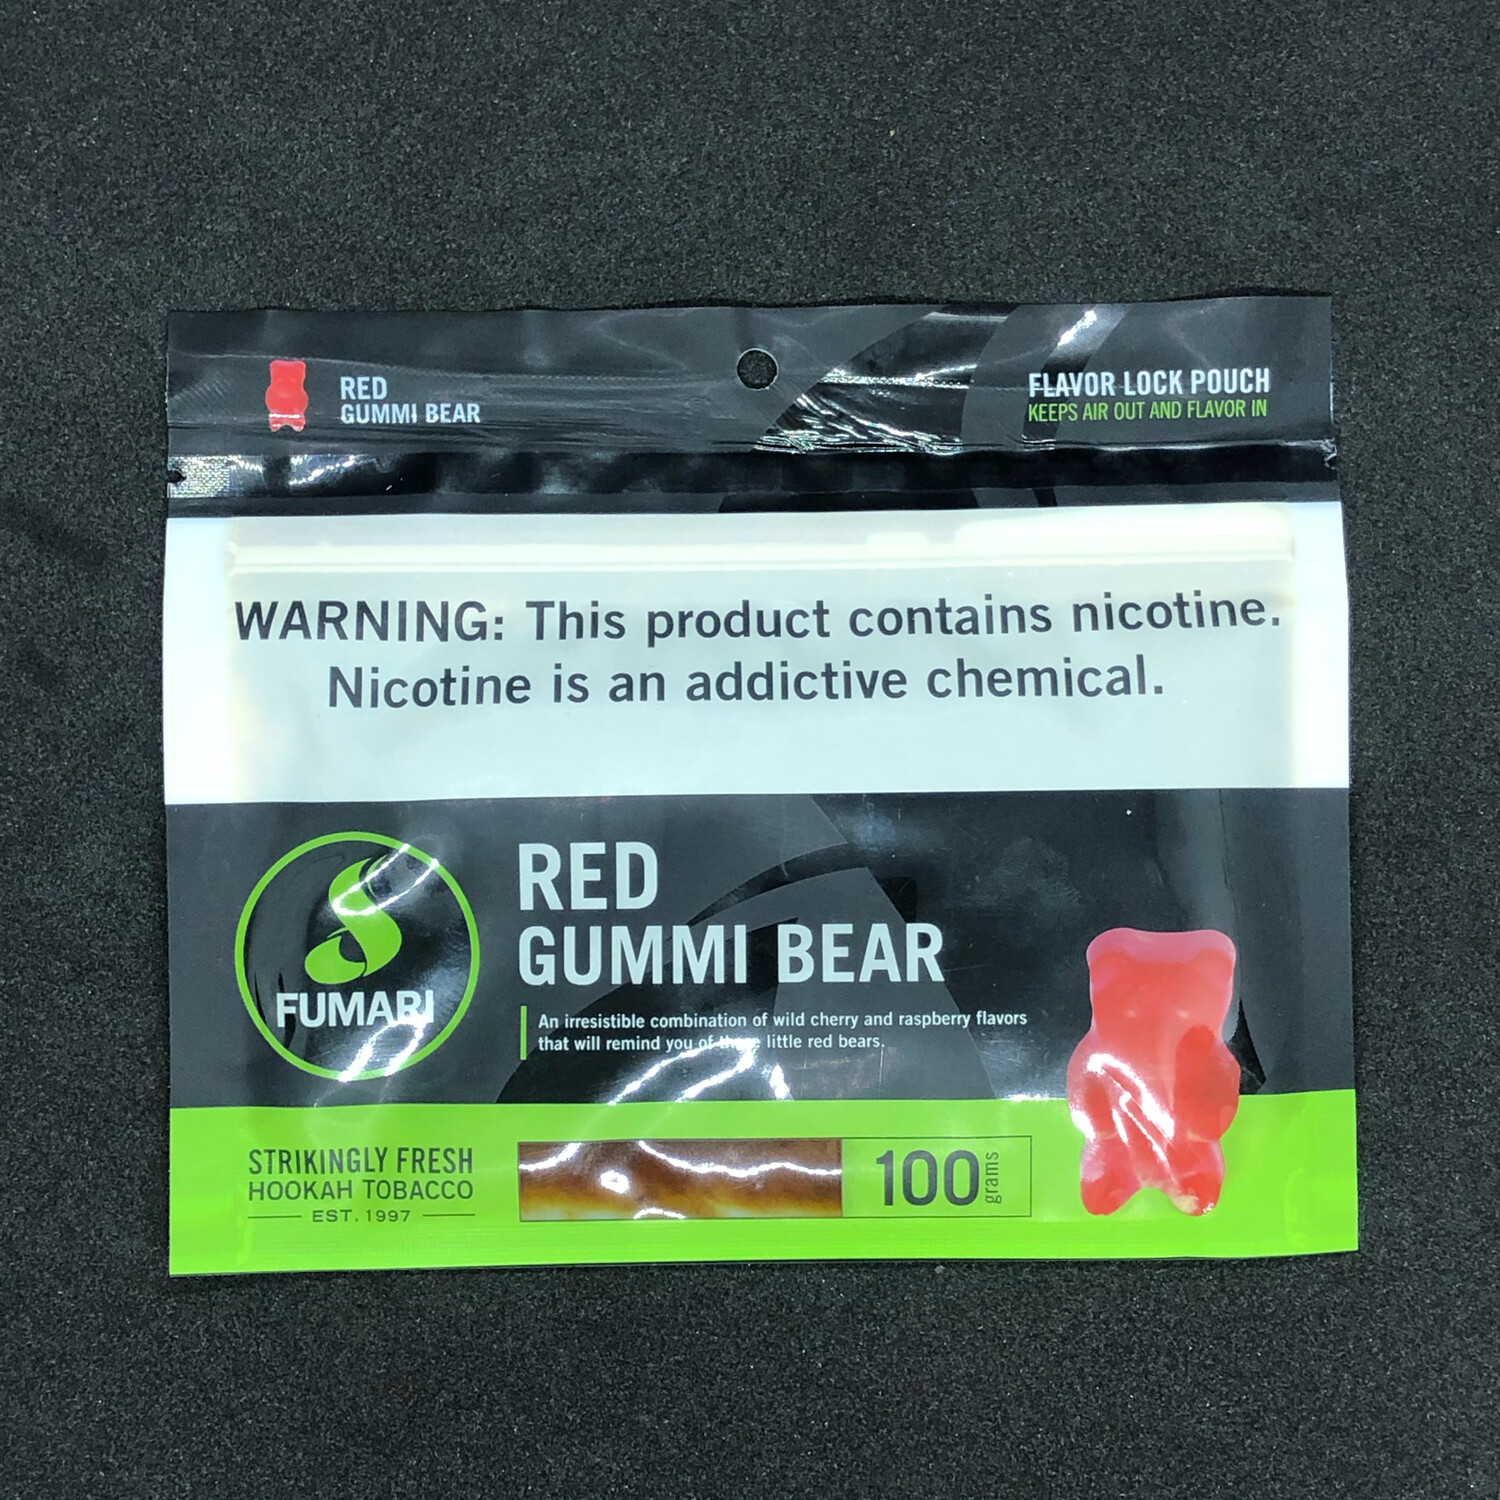 RED
GUMMI BEAR
FLAVOR LOCK POUCH
KEEPS AIR OUT AND FLAVOR IN
WARNING: This product contains nicotine.
Nicotine is an addictive chemical.
FUMARI
RED
GUMMI BEAR
An irresistible combination of wild cherry and raspberry flavors
that will remind you of those little red bears.
STRIKINGLY FRESH
HOOKAH TOBACCO
EST. 1997
100 grams